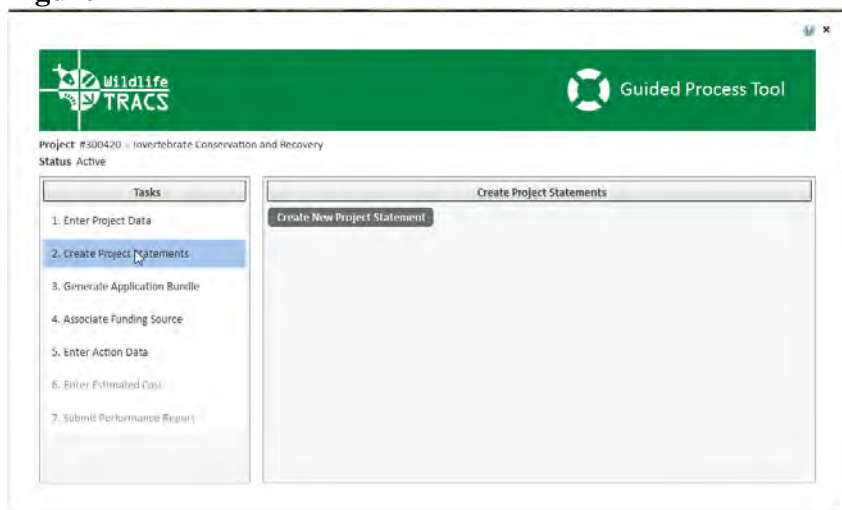 Wildlife
TRACS
Guided Process Tool
Project #300420 - Invertebrate Conservation and Recovery
Status Active
Tasks
1. Enter Project Data
2. Create Project Statements
3. Generate Application Bundle
4. Associate Funding Source
5. Enter Action Data
6. Enter Estimated Cost
7. Submit Performance Report
Create Project Statements
Create New Project Statement